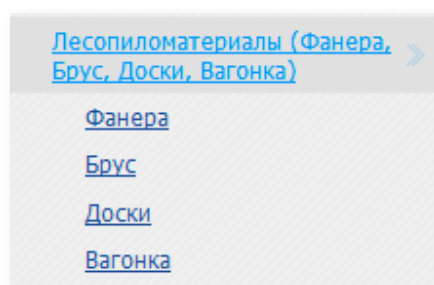 Лесопиломатериалы (Фанера,
Брус, Доски, Вагонка)
Фанера
Брус
Доски
Вагонка